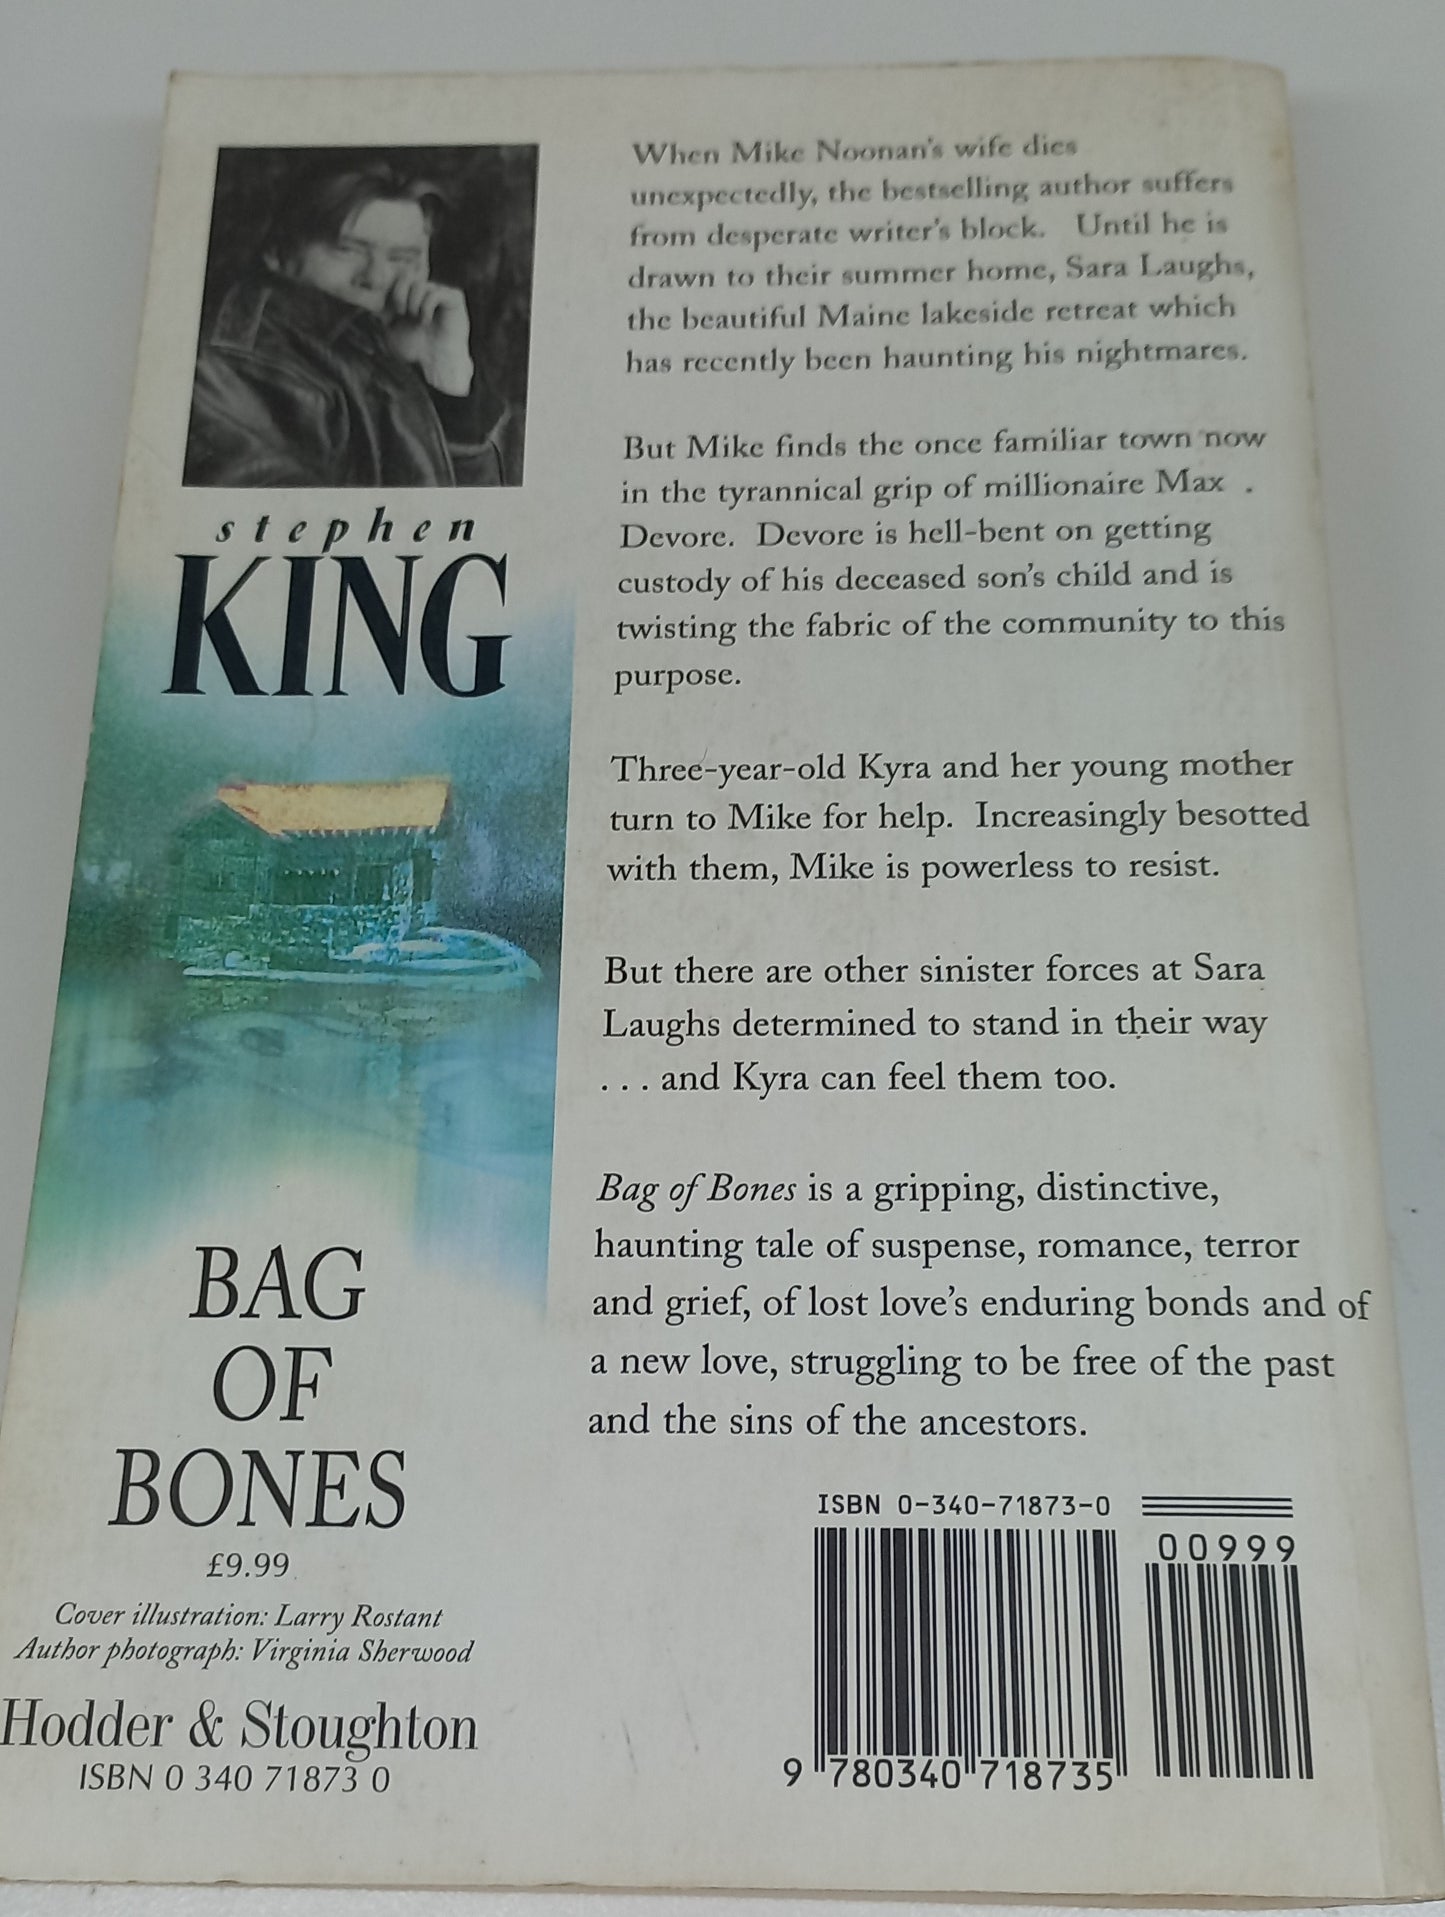 stephen
KING
BAG
OF
BONES
£9.99
Cover illustration: Larry Rostant
Author photograph: Virginia Sherwood
Hodder & Stoughton
ISBN 0 340 71873 0
When Mike Noonan's wife dies
unexpectedly, the bestselling author suffers
from desperate writer's block. Until he is
drawn to their summer home, Sara Laughs,
the beautiful Maine lakeside retreat which
has recently been haunting his nightmares.
But Mike finds the once familiar town now
in the tyrannical grip of millionaire Max
Devore. Devore is hell-bent on getting
custody of his deceased son's child and is
twisting the fabric of the community to this
purpose.
Three-year-old Kyra and her young mother
turn to Mike for help. Increasingly besotted
with them, Mike is powerless to resist.
But there are other sinister forces at Sara
Laughs determined to stand in their way
. . . and Kyra can feel them too.
Bag of Bones is a gripping, distinctive,
haunting tale of suspense, romance, terror
and grief, of lost love's enduring bonds and of
a new love, struggling to be free of the past
and the sins of the ancestors.
ISBN 0-340-71873-0
00999
9 780340 718735